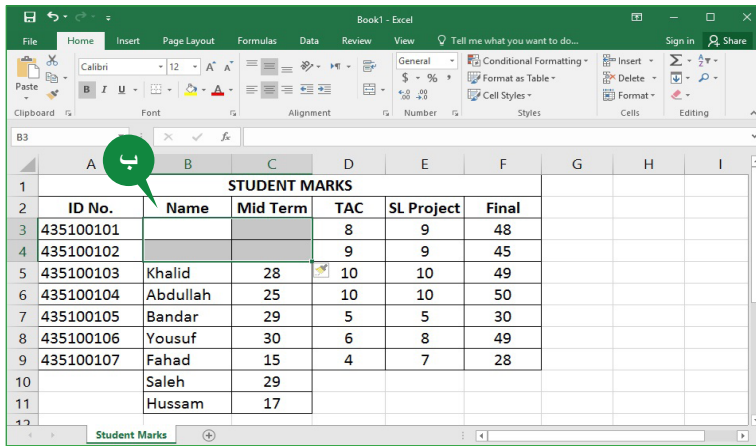 Book1 - Excel
File Home Insert Page Layout Formulas Data Review View Tell me what you want to do... Sign in Share
Paste Calibri 12 A A General Conditional Formatting Insert
B I U A $ % , Format as Table Delete
Cell Styles Format
Clipboard Font Alignment Number Styles Cells Editing
B3 fx
A B C D E F G H I
ب
1 STUDENT MARKS
2 ID No. Name Mid Term TAC SL Project Final
3 435100101 8 9 48
4 435100102 9 9 45
5 435100103 Khalid 28 10 10 49
6 435100104 Abdullah 25 10 10 50
7 435100105 Bandar 29 5 5 30
8 435100106 Yousuf 30 6 8 49
9 435100107 Fahad 15 4 7 28
10 Saleh 29
11 Hussam 17
12
Student Marks